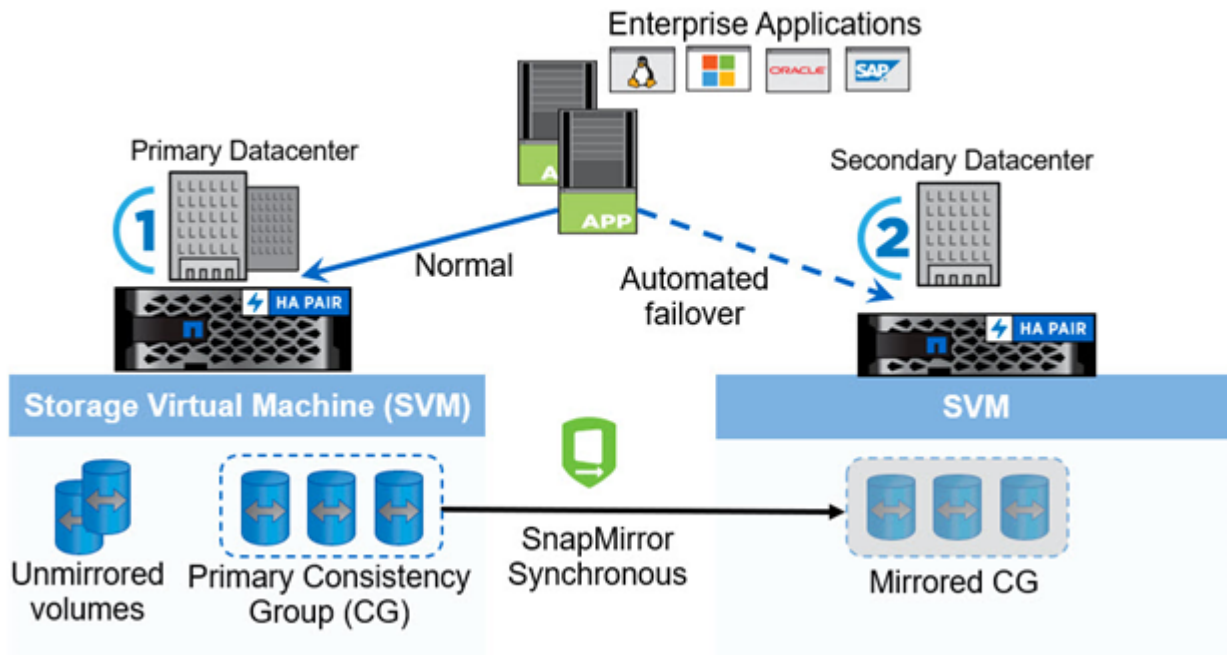 Enterprise Applications
ORACLE
SAP
Primary Datacenter
1
APP
Secondary Datacenter
2
Normal
Automated
failover
HA PAIR
HA PAIR
Storage Virtual Machine (SVM)
SVM
SnapMirror
Synchronous
Unmirrored
volumes
Primary Consistency
Group (CG)
Mirrored CG